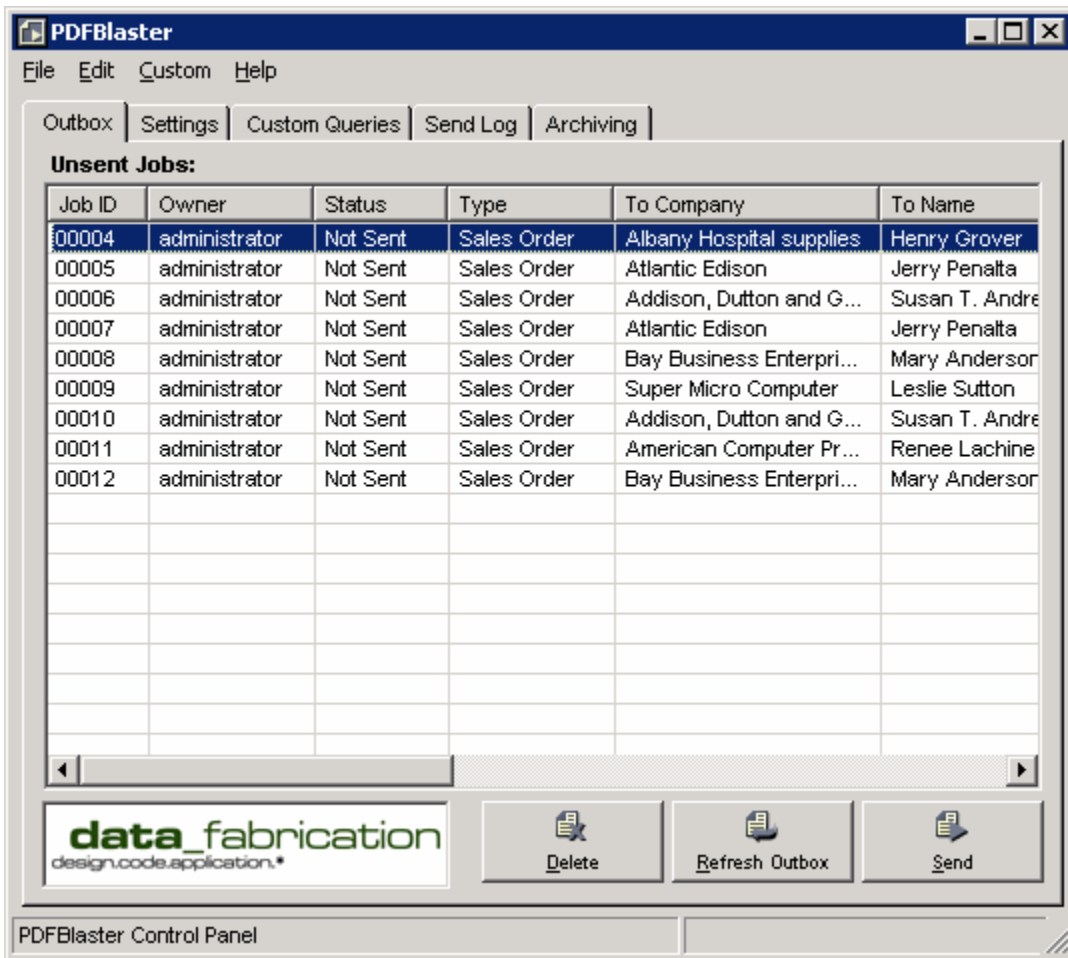 PDFBlaster
File Edit Custom Help
Outbox Settings Custom Queries Send Log Archiving
Unsent Jobs:
Job ID Owner Status Type To Company To Name
00004 administrator Not Sent Sales Order Albany Hospital supplies Henry Grover
00005 administrator Not Sent Sales Order Atlantic Edison Jerry Penalta
00006 administrator Not Sent Sales Order Addison, Dutton and G... Susan T. Andre
00007 administrator Not Sent Sales Order Atlantic Edison Jerry Penalta
00008 administrator Not Sent Sales Order Bay Business Enterpri... Mary Anderson
00009 administrator Not Sent Sales Order Super Micro Computer Leslie Sutton
00010 administrator Not Sent Sales Order Addison, Dutton and G... Susan T. Andre
00011 administrator Not Sent Sales Order American Computer Pr... Renee Lachine
00012 administrator Not Sent Sales Order Bay Business Enterpri... Mary Anderson
data_fabrication
design.code.application.*
Delete Refresh Outbox Send
PDFBlaster Control Panel